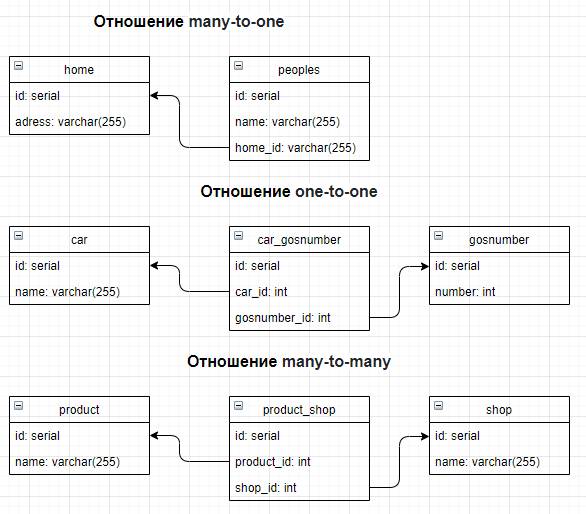 Отношение many-to-one
home
id: serial
adress: varchar(255)
peoples
id: serial
name: varchar(255)
home_id: varchar(255)
Отношение one-to-one
car
id: serial
name: varchar(255)
car_gosnumber
id: serial
car_id: int
gosnumber_id: int
gosnumber
id: serial
number: int
Отношение many-to-many
product
id: serial
name: varchar(255)
product_shop
id: serial
product_id: int
shop_id: int
shop
id: serial
name: varchar(255)